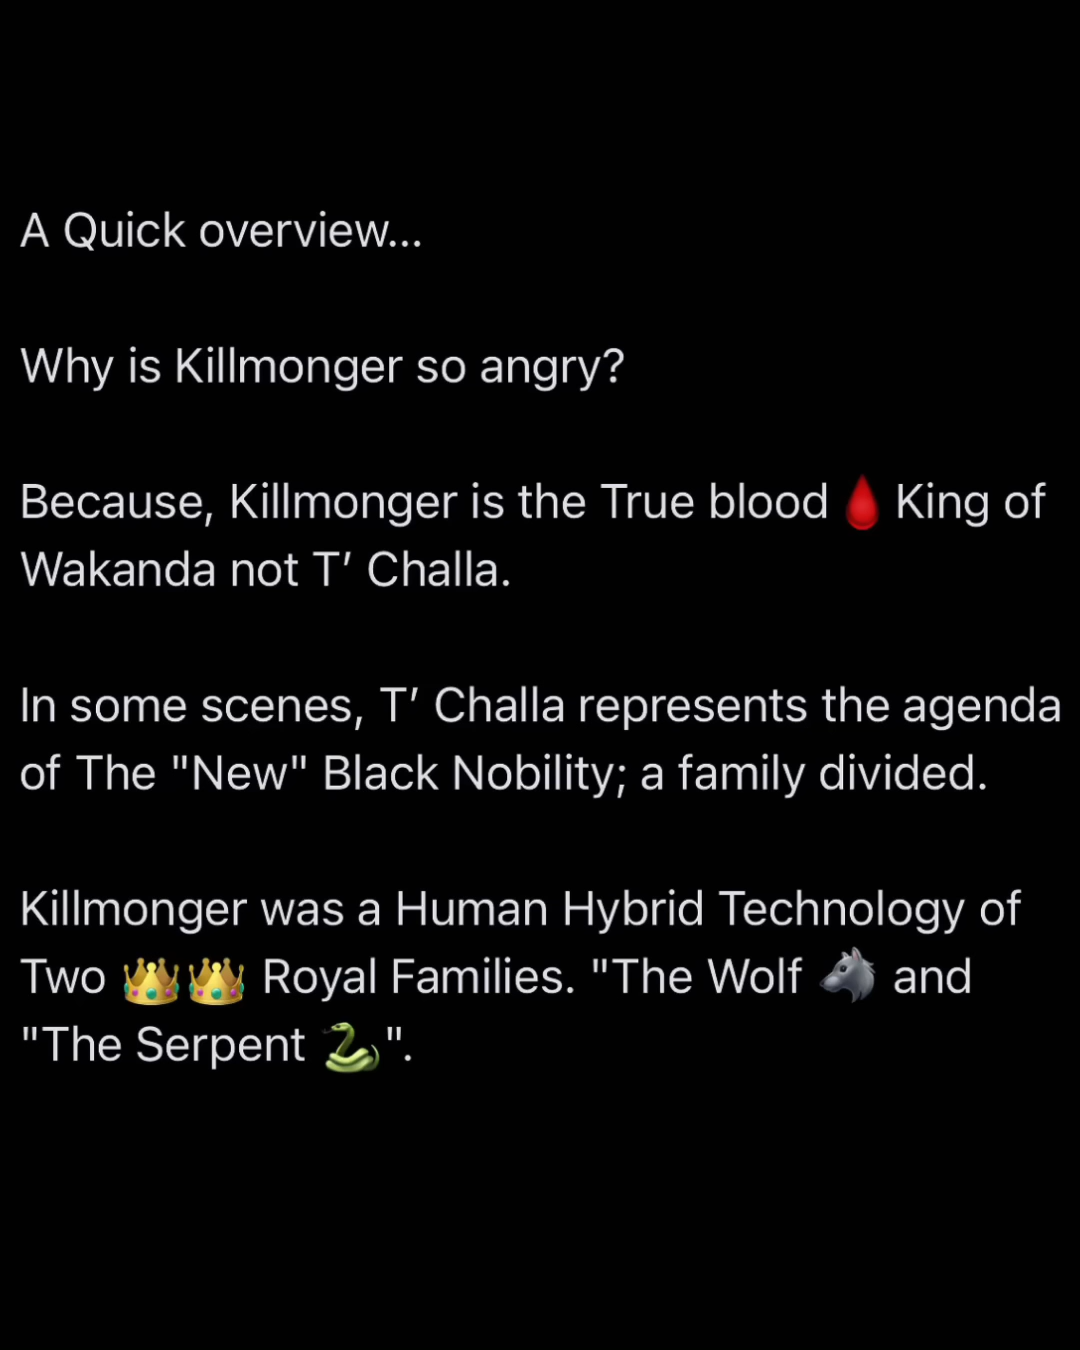 A Quick overview...
Why is Killmonger so angry?
Because, Killmonger is the True blood 🩸 King of
Wakanda not T’ Challa.
In some scenes, T’ Challa represents the agenda
of The "New" Black Nobility; a family divided.
Killmonger was a Human Hybrid Technology of
Two 👑👑 Royal Families. "The Wolf 🐺 and
"The Serpent 🐍".